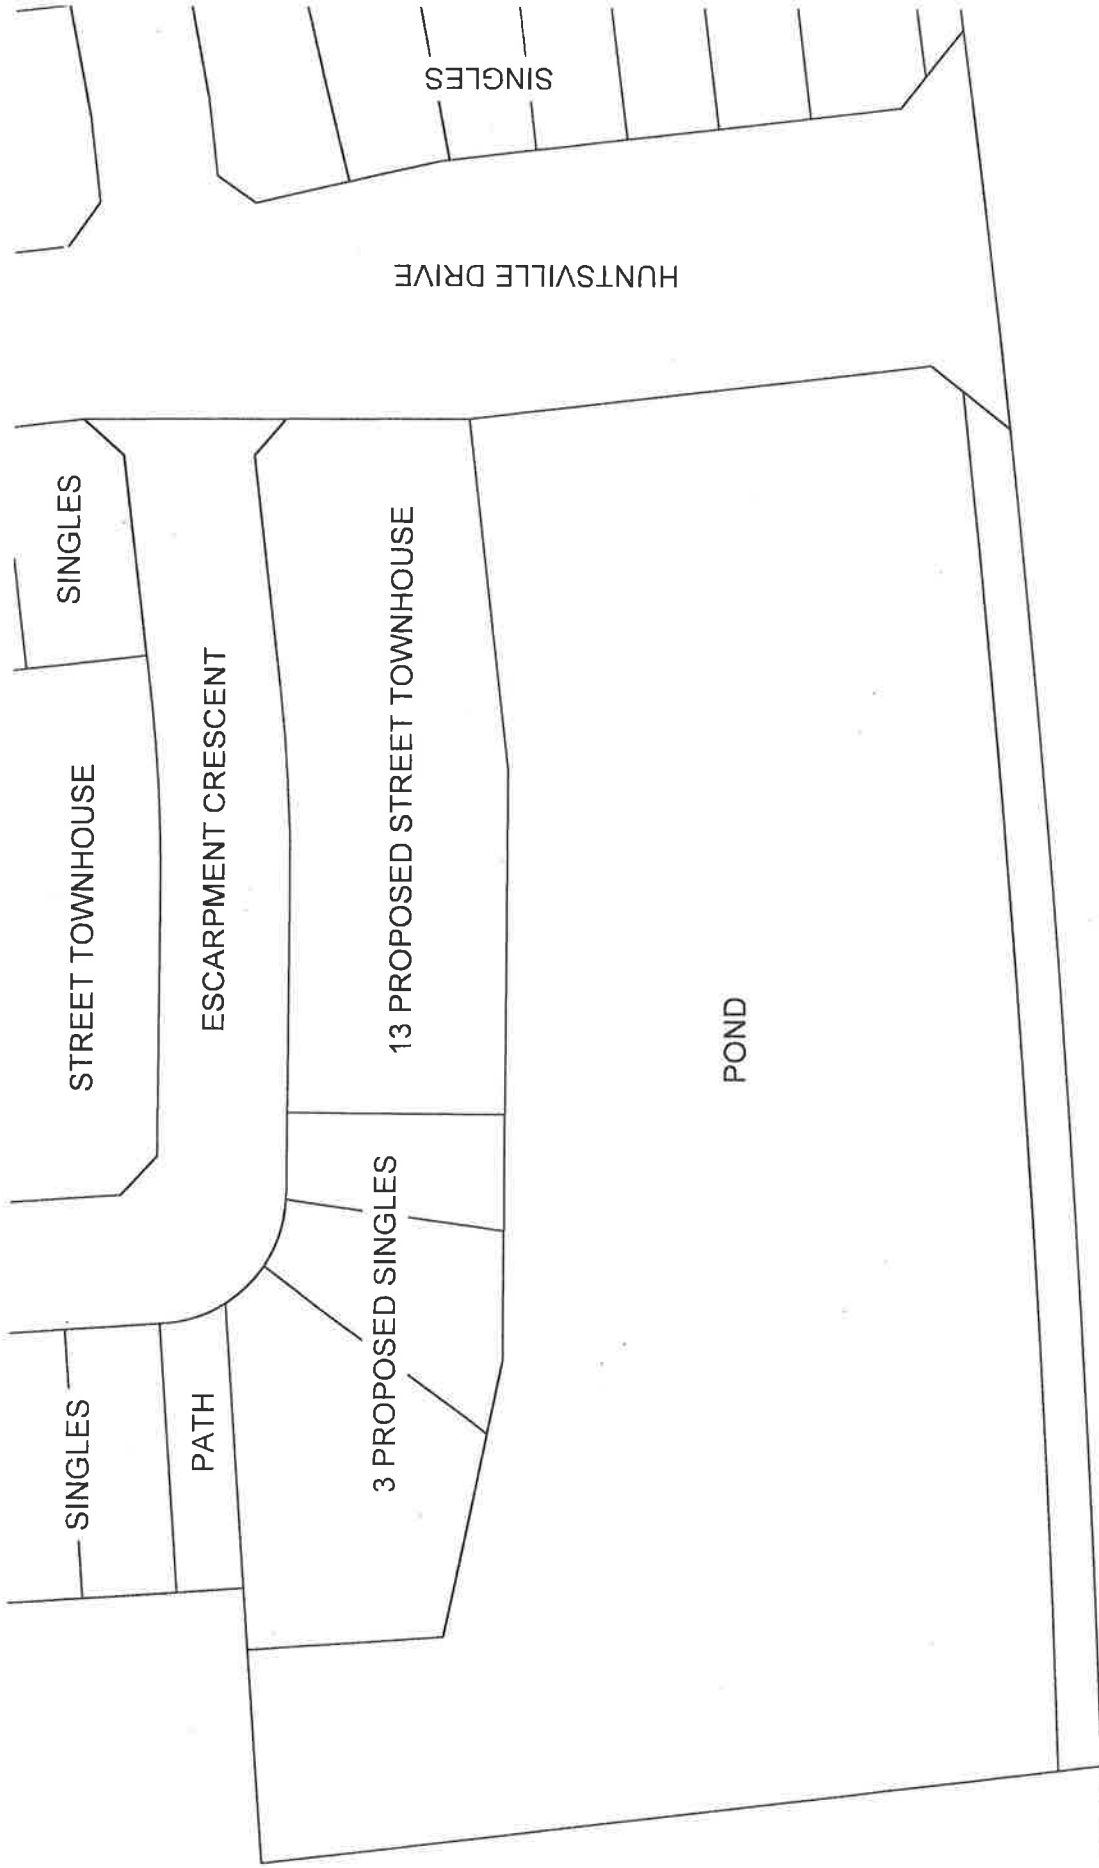 SINGLES
HUNTSVILLE DRIVE
SINGLES
STREET TOWNHOUSE
ESCARPMENT CRESCENT
13 PROPOSED STREET TOWNHOUSE
SINGLES
PATH
3 PROPOSED SINGLES
POND